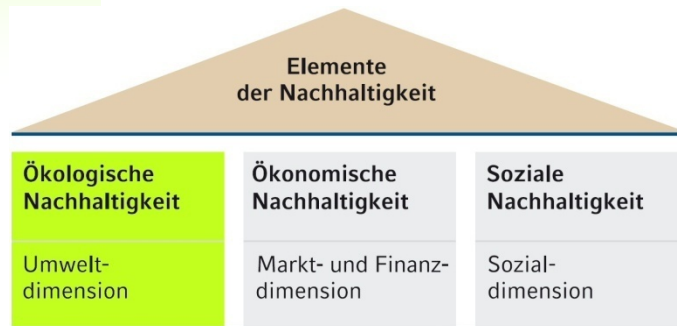 Elemente
der Nachhaltigkeit
Ökologische
Nachhaltigkeit
Umwelt-
dimension
Ökonomische
Nachhaltigkeit
Markt- und Finanz-
dimension
Soziale
Nachhaltigkeit
Sozial-
dimension